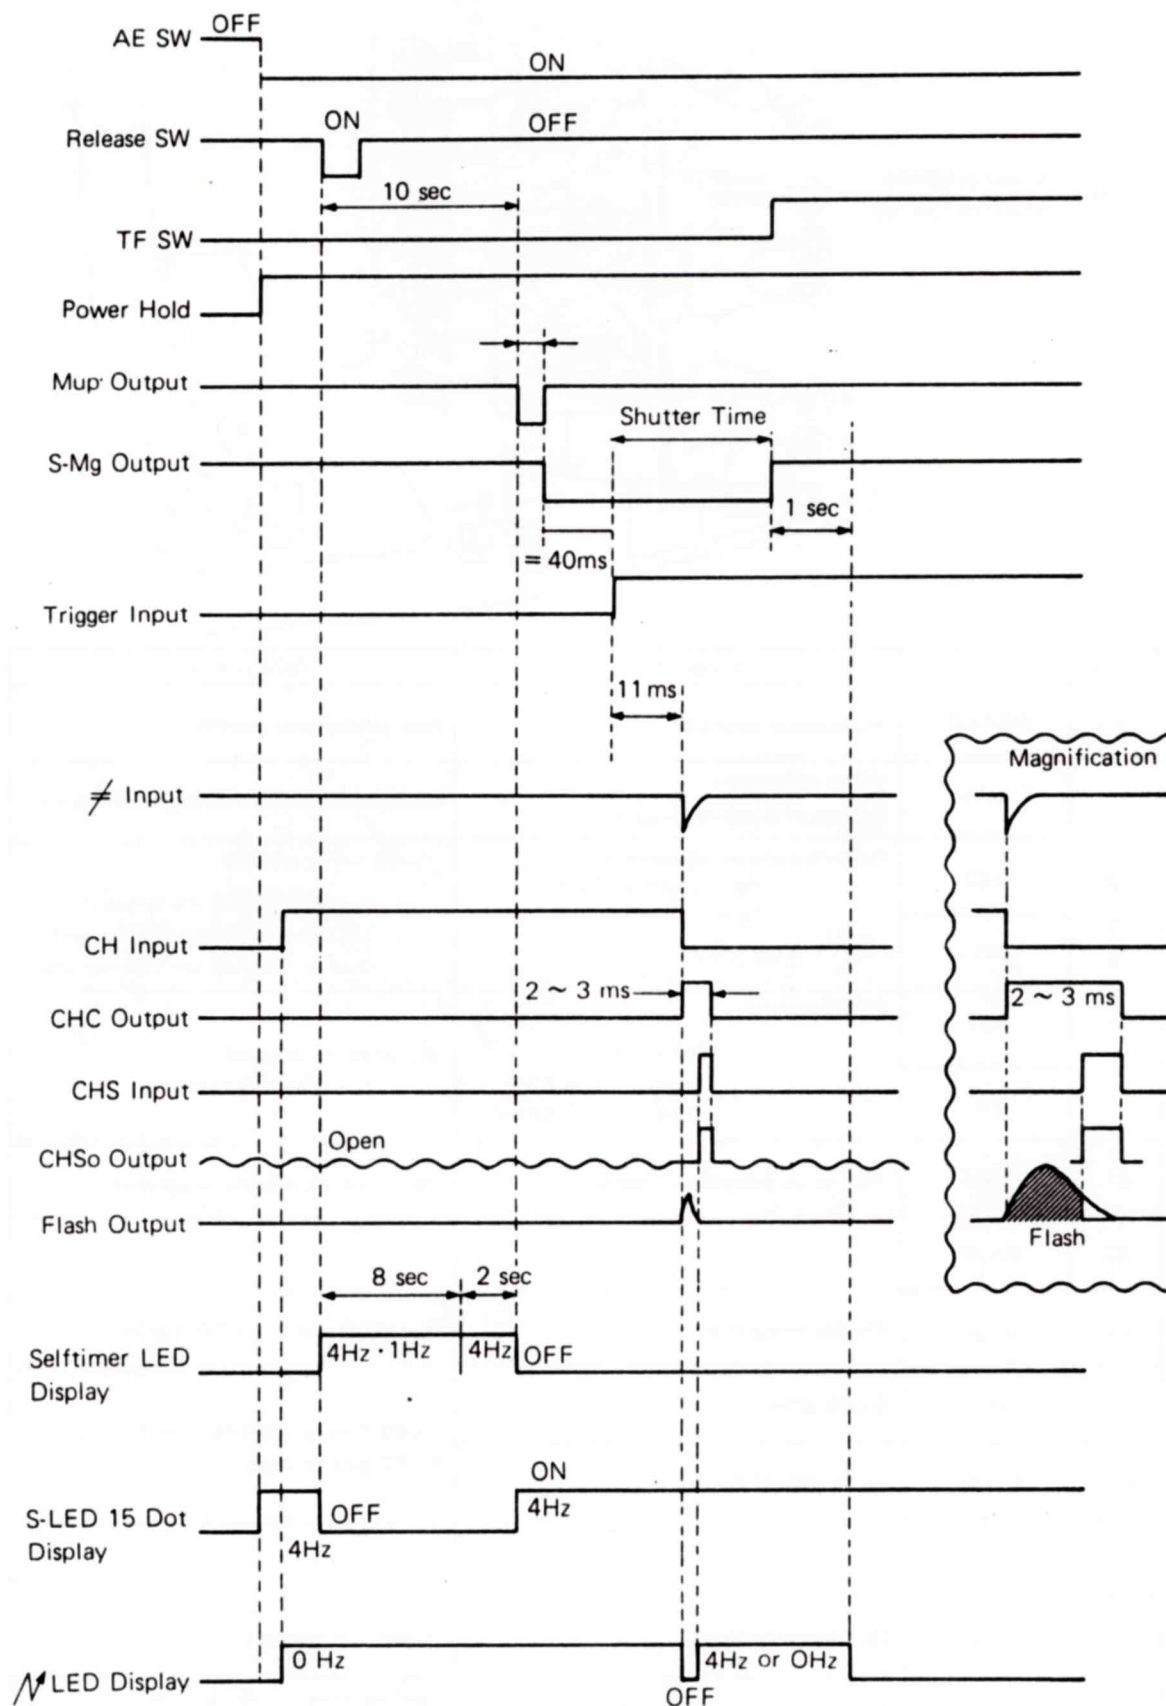 OFF
AE SW
ON
ON
OFF
Release SW
10 sec
TF SW
Power Hold
Mup Output
Shutter Time
S-Mg Output
1 sec
= 40ms
Trigger Input
11 ms
Magnification
Input
CH Input
2 ~ 3 ms
CHC Output
2 ~ 3 ms
CHS Input
Open
CHSo Output
Flash Output
Flash
8 sec
2 sec
Selftimer LED
Display
4Hz · 1Hz
4Hz
OFF
ON
S-LED 15 Dot
Display
OFF
4Hz
4Hz
0 Hz
4Hz or 0Hz
LED Display
OFF